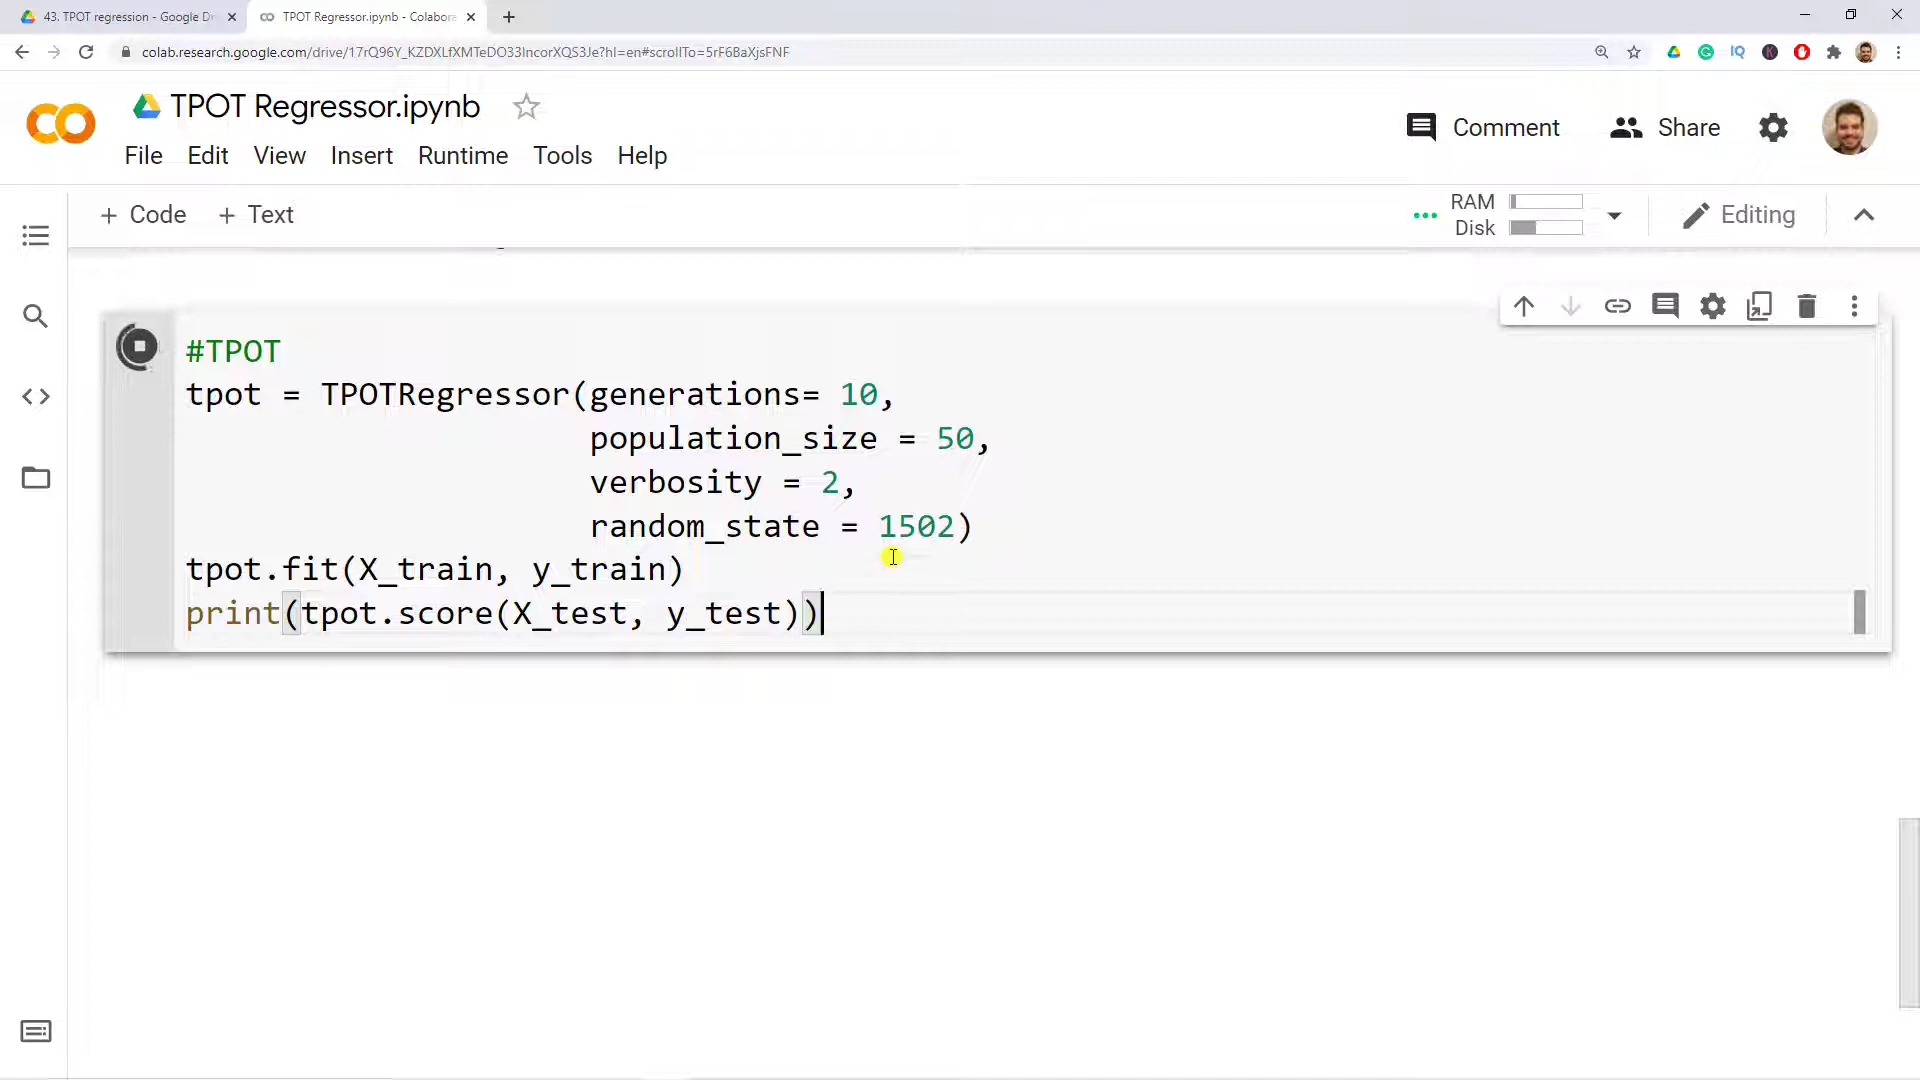 43. TPOT regression - Google Dr
TPOT Regressor.ipynb - Colabora
colab.research.google.com/drive/17rQ96Y_KZDXLfXMTeDO33IncorXQS3Je?hl=en#scrollTo=5rF6BaXjsFNF
TPOT Regressor.ipynb
Comment
Share
File Edit View Insert Runtime Tools Help
+ Code + Text
RAM
Disk
Editing
#TPOT
tpot = TPOTRegressor(generations= 10,
population_size = 50,
verbosity = 2,
random_state = 1502)
tpot.fit(X_train, y_train)
print(tpot.score(X_test, y_test))